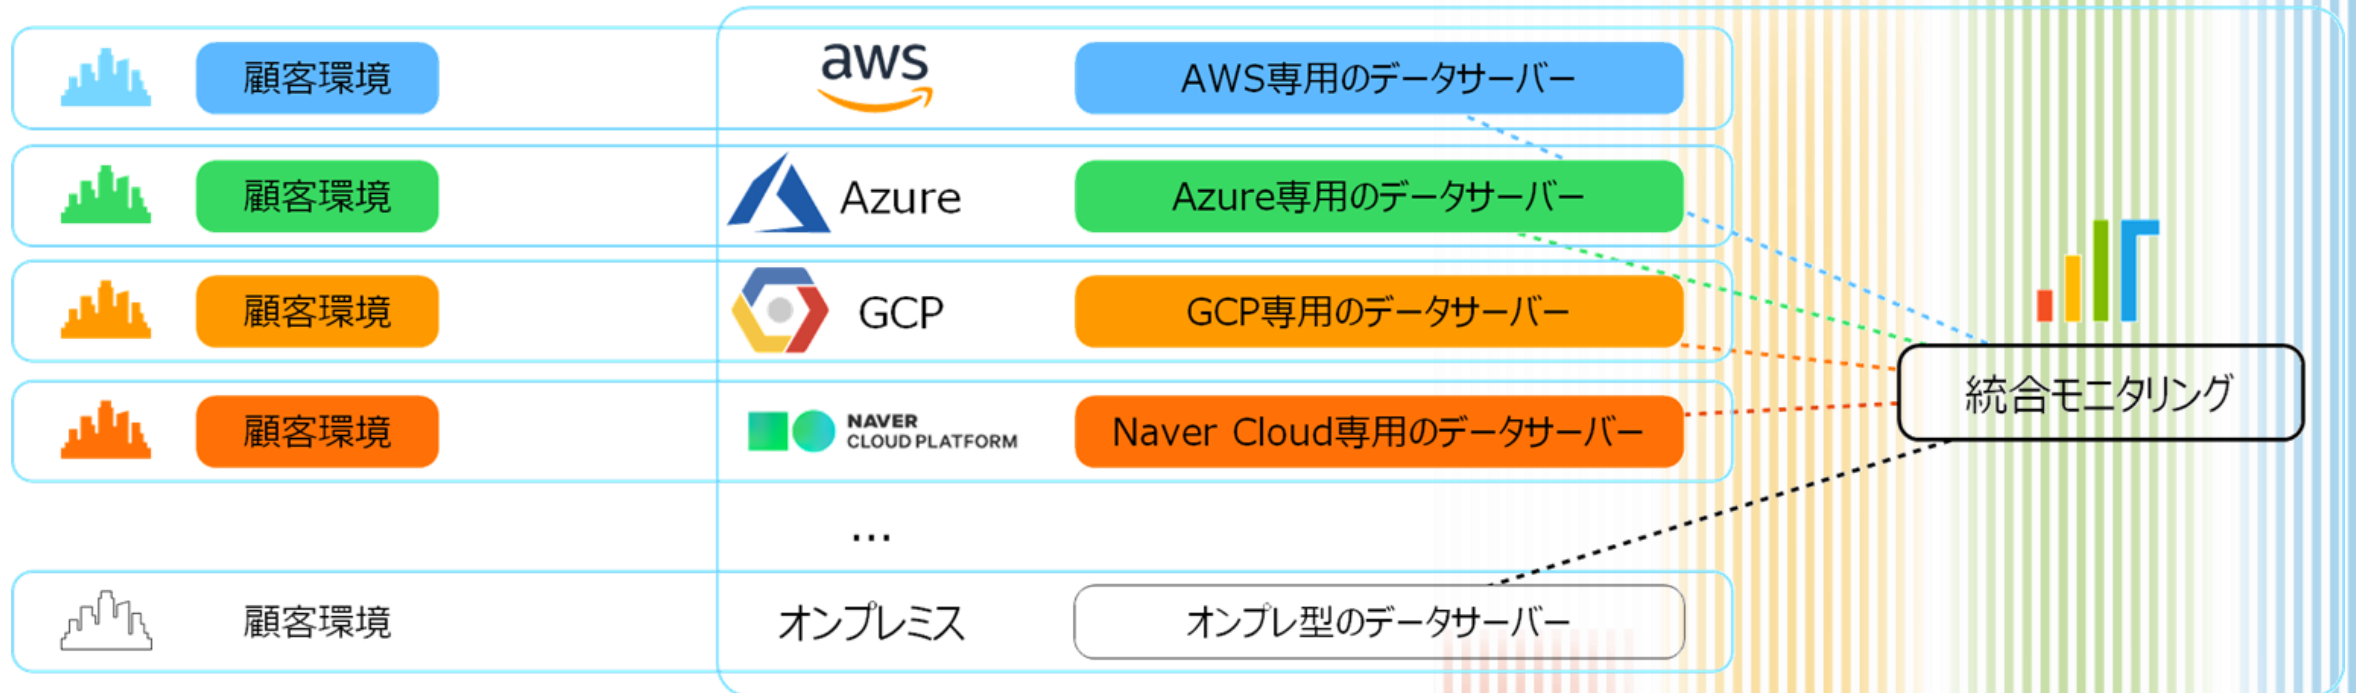 顧客環境
aws
AWS専用のデータサーバー
顧客環境
Azure
Azure専用のデータサーバー
顧客環境
GCP
GCP専用のデータサーバー
顧客環境
NAVER
CLOUD PLATFORM
Naver Cloud専用のデータサーバー
統合モニタリング
...
顧客環境
オンプレミス
オンプレ型のデータサーバー